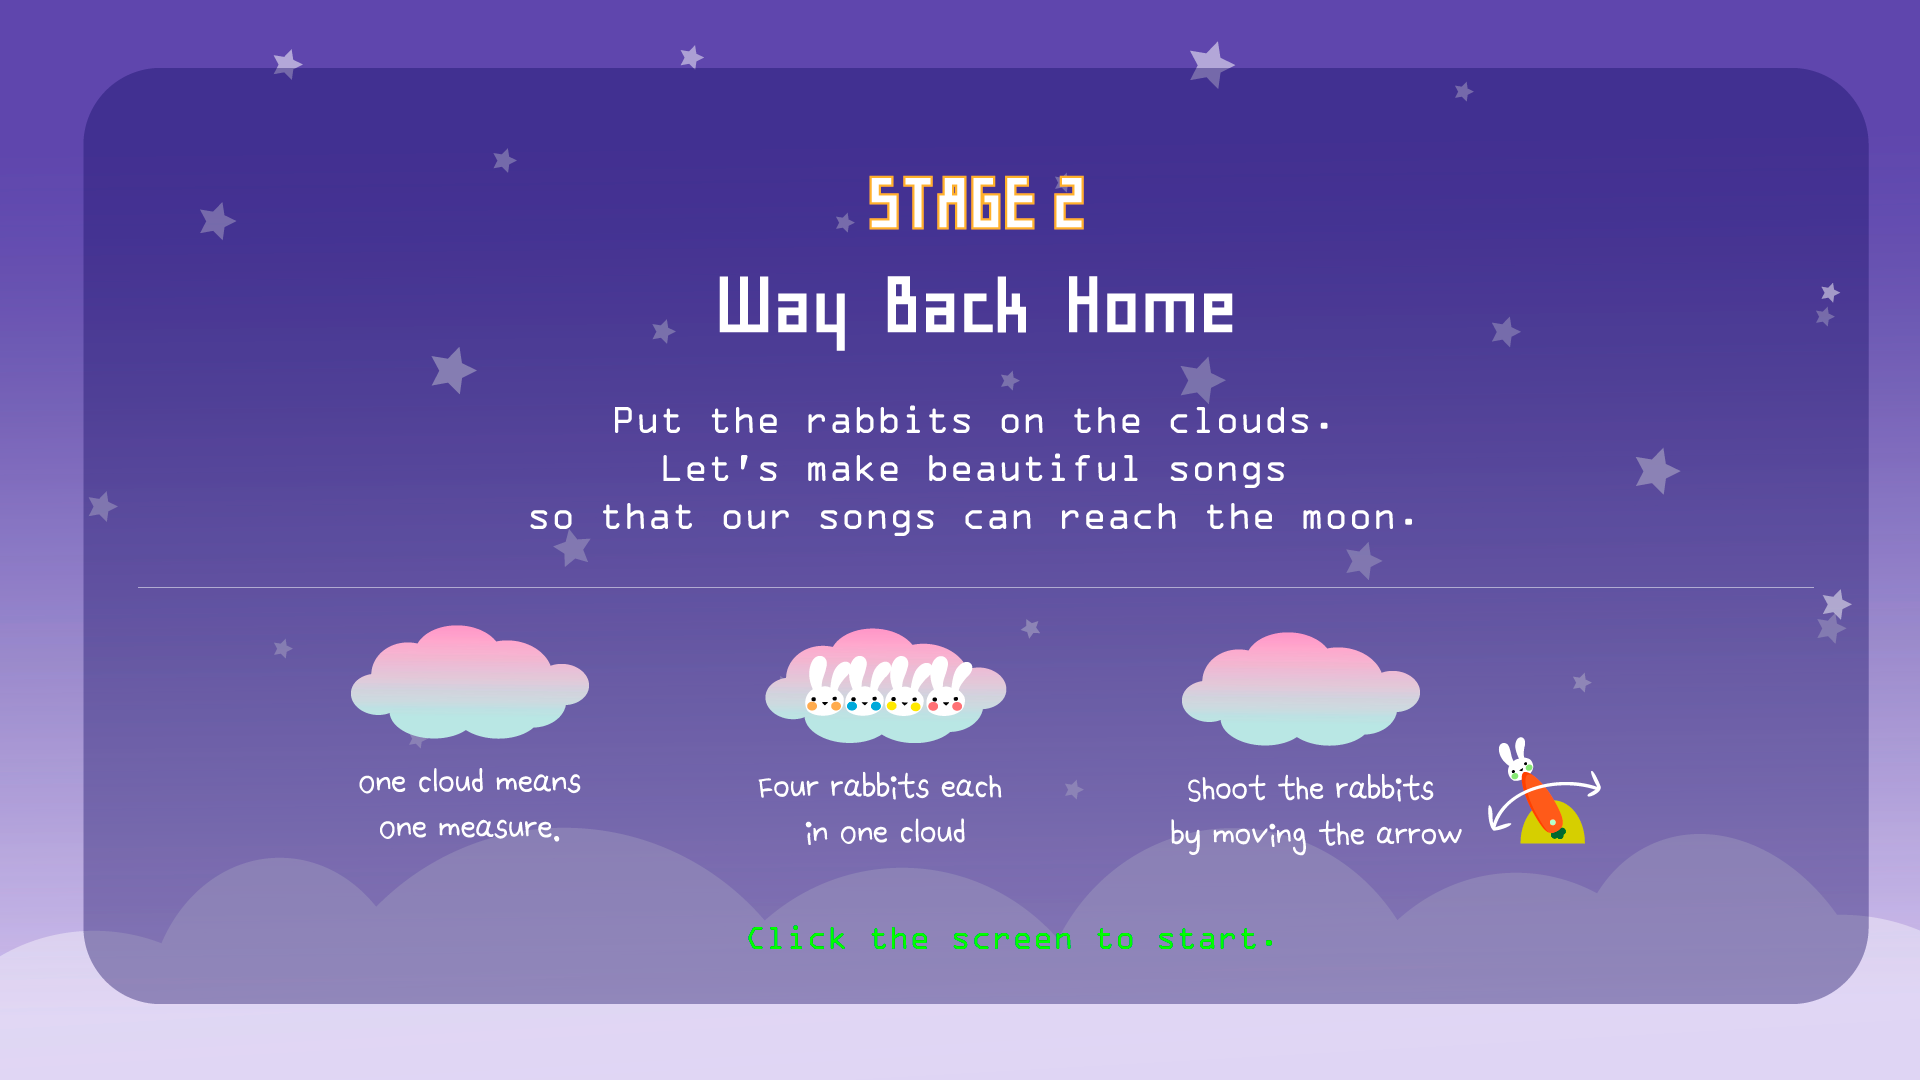 STAGE 2
Way Back Home
Put the rabbits on the clouds.
Let's make beautiful songs
so that our songs can reach the moon.
One cloud means
one measure.
Four rabbits each
in one cloud
Shoot the rabbits
by moving the arrow
Click the screen to start.